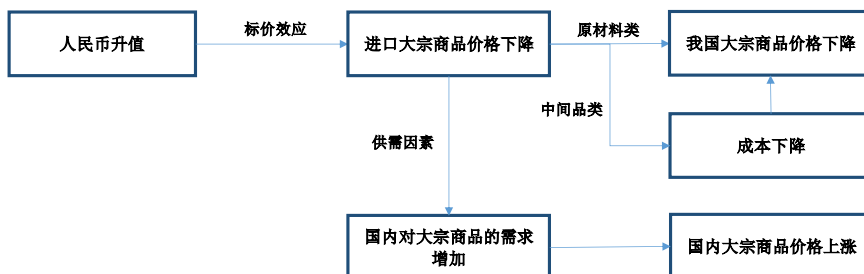 人民币升值
标价效应
进口大宗商品价格下降
原材料类
我国大宗商品价格下降
中间品类
成本下降
供需因素
国内对大宗商品的需求
增加
国内大宗商品价格上涨